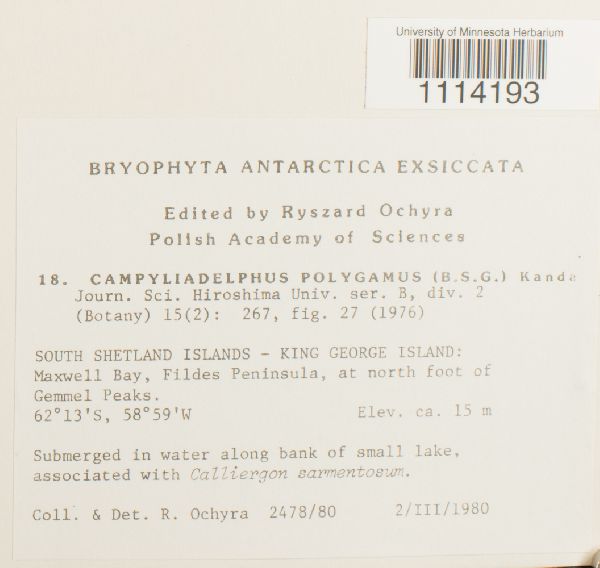 University of Minnesota Herbarium
1114193
BRYOPHYTA ANTARCTICA EXSICCATA
Edited by Ryszard Ochyra
Polish Academy of Sciences
18. CAMPYLIADELPHUS POLYGAMUS (B.S.G.) Kanda
Journ. Sci. Hiroshima Univ. ser. B, div. 2
(Botany) 15(2): 267, fig. 27 (1976)
SOUTH SHETLAND ISLANDS - KING GEORGE ISLAND:
Maxwell Bay, Fildes Peninsula, at north foot of
Gemmel Peaks.
62°13'S, 58°59'W Elev. ca. 15 m
Submerged in water along bank of small lake,
associated with Calliergon sarmentosum.
Coll. & Det. R. Ochyra 2478/80 2/III/1980